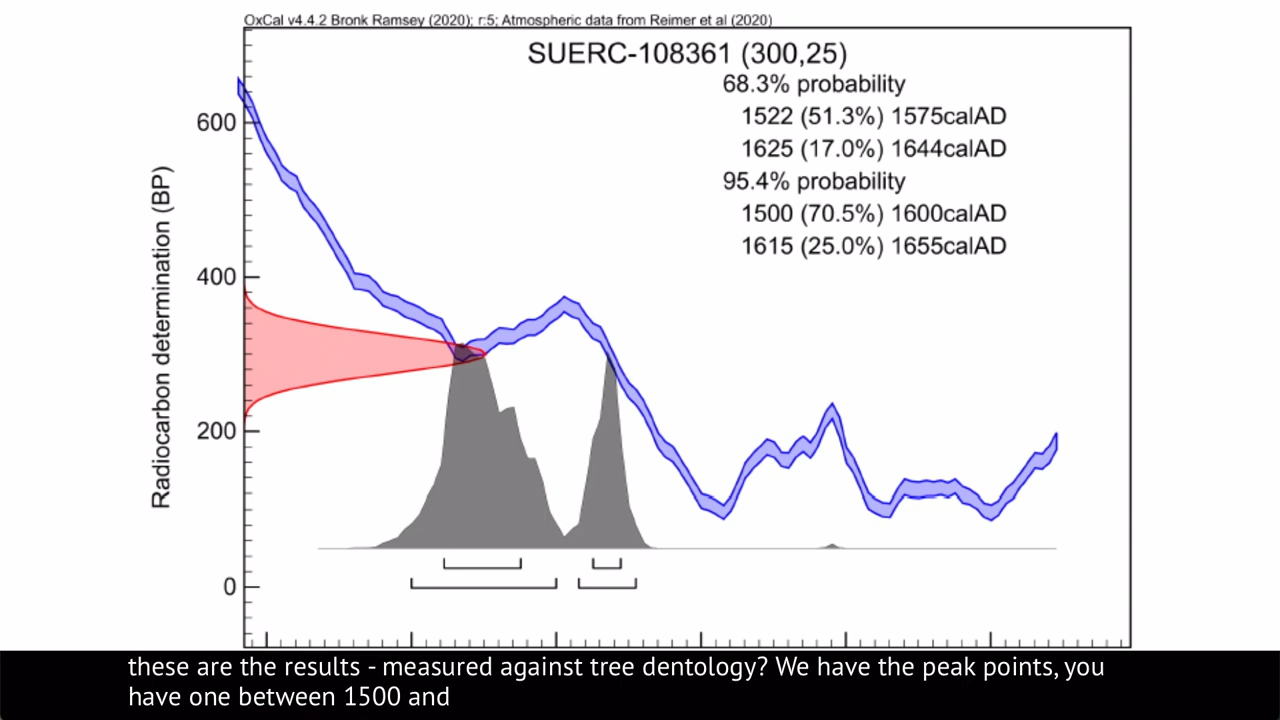 OxCal v4.4.2 Bronk Ramsey (2020); r:5; Atmospheric data from Reimer et al (2020)
SUERC-108361 (300,25)
68.3% probability
1522 (51.3%) 1575calAD
1625 (17.0%) 1644calAD
95.4% probability
1500 (70.5%) 1600calAD
1615 (25.0%) 1655calAD
Radiocarbon determination (BP)
600
400
200
0
these are the results - measured against tree dentology? We have the peak points, you
have one between 1500 and